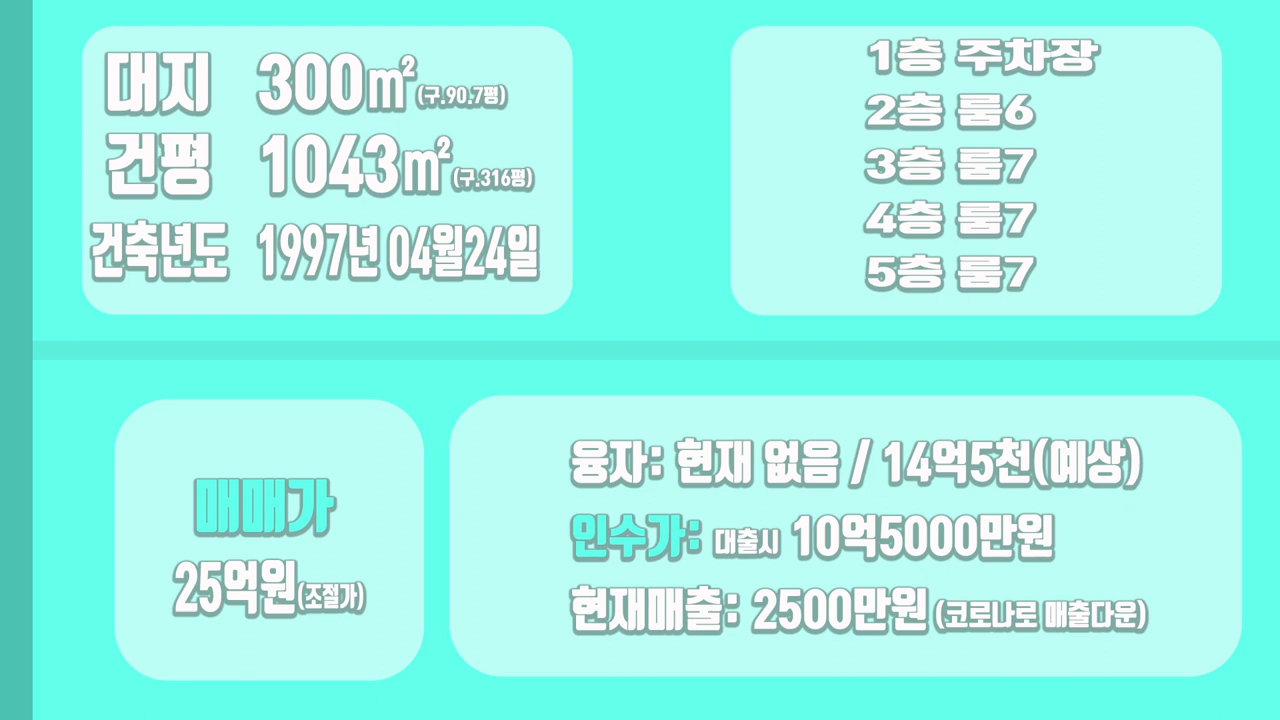 대지 300㎡(구.90.7평)
건평 1043㎡(구.316평)
건축년도 1997년 04월24일
1층 주차장
2층 룸6
3층 룸7
4층 룸7
5층 룸7
매매가
25억원(조절가)
융자: 현재 없음 / 14억5천(예상)
인수가: 대출시 10억5000만원
현재매출: 2500만원 (코로나로 매출다운)